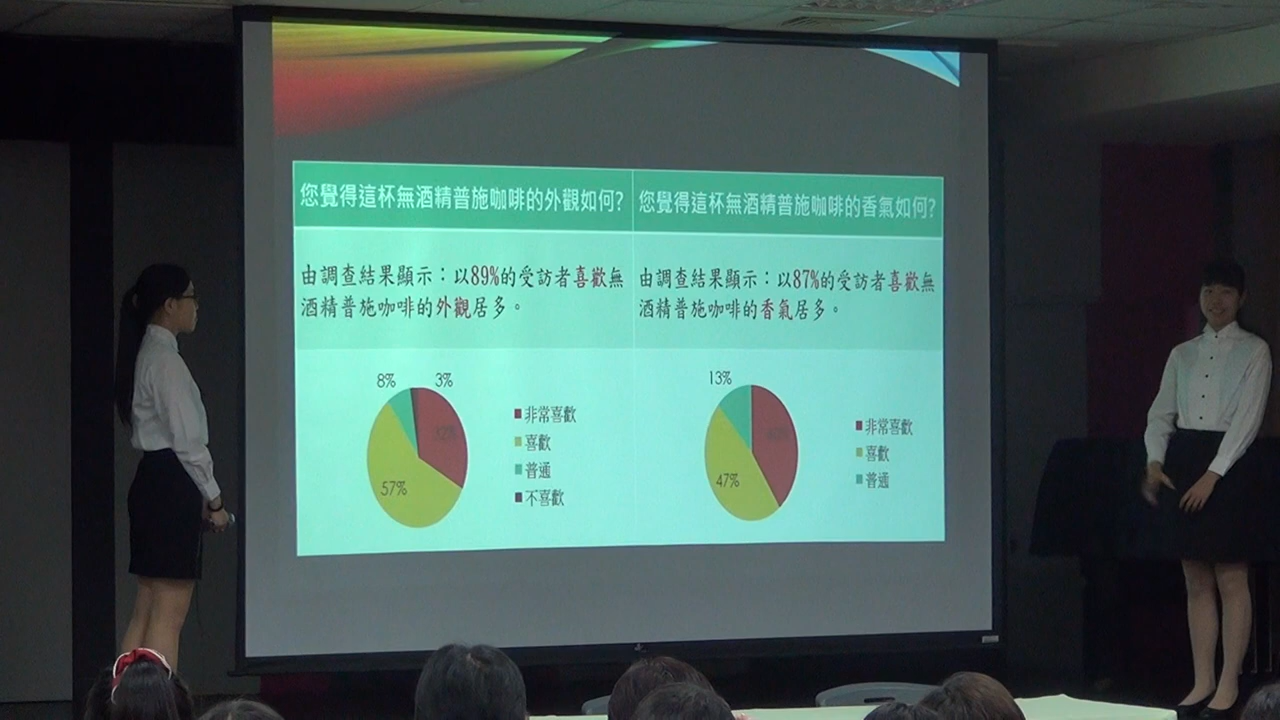 您覺得這杯無酒精普施咖啡的外觀如何?
您覺得這杯無酒精普施咖啡的香氣如何?
由調查結果顯示：以89%的受訪者喜歡無
酒精普施咖啡的外觀居多。
由調查結果顯示：以87%的受訪者喜歡無
酒精普施咖啡的香氣居多。
8%
3%
32%
57%
非常喜歡
喜歡
普通
不喜歡
13%
47%
非常喜歡
喜歡
普通